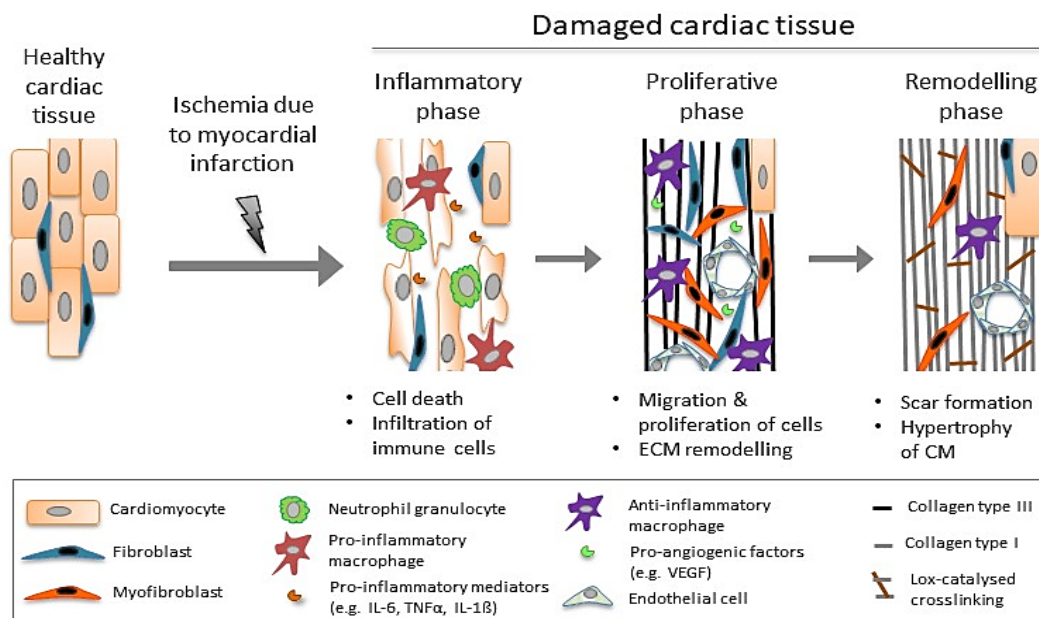 Damaged cardiac tissue
Healthy
cardiac
tissue
Ischemia due
to myocardial
infarction
Inflammatory
phase
Proliferative
phase
Remodelling
phase
• Cell death
• Infiltration of
immune cells
• Migration &
proliferation of cells
• ECM remodelling
• Scar formation
• Hypertrophy
of CM
Cardiomyocyte
Fibroblast
Myofibroblast
Neutrophil granulocyte
Pro-inflammatory
macrophage
Pro-inflammatory mediators
(e.g. IL-6, TNFα, IL-1ß)
Anti-inflammatory
macrophage
Pro-angiogenic factors
(e.g. VEGF)
Endothelial cell
Collagen type III
Collagen type I
Lox-catalysed
crosslinking